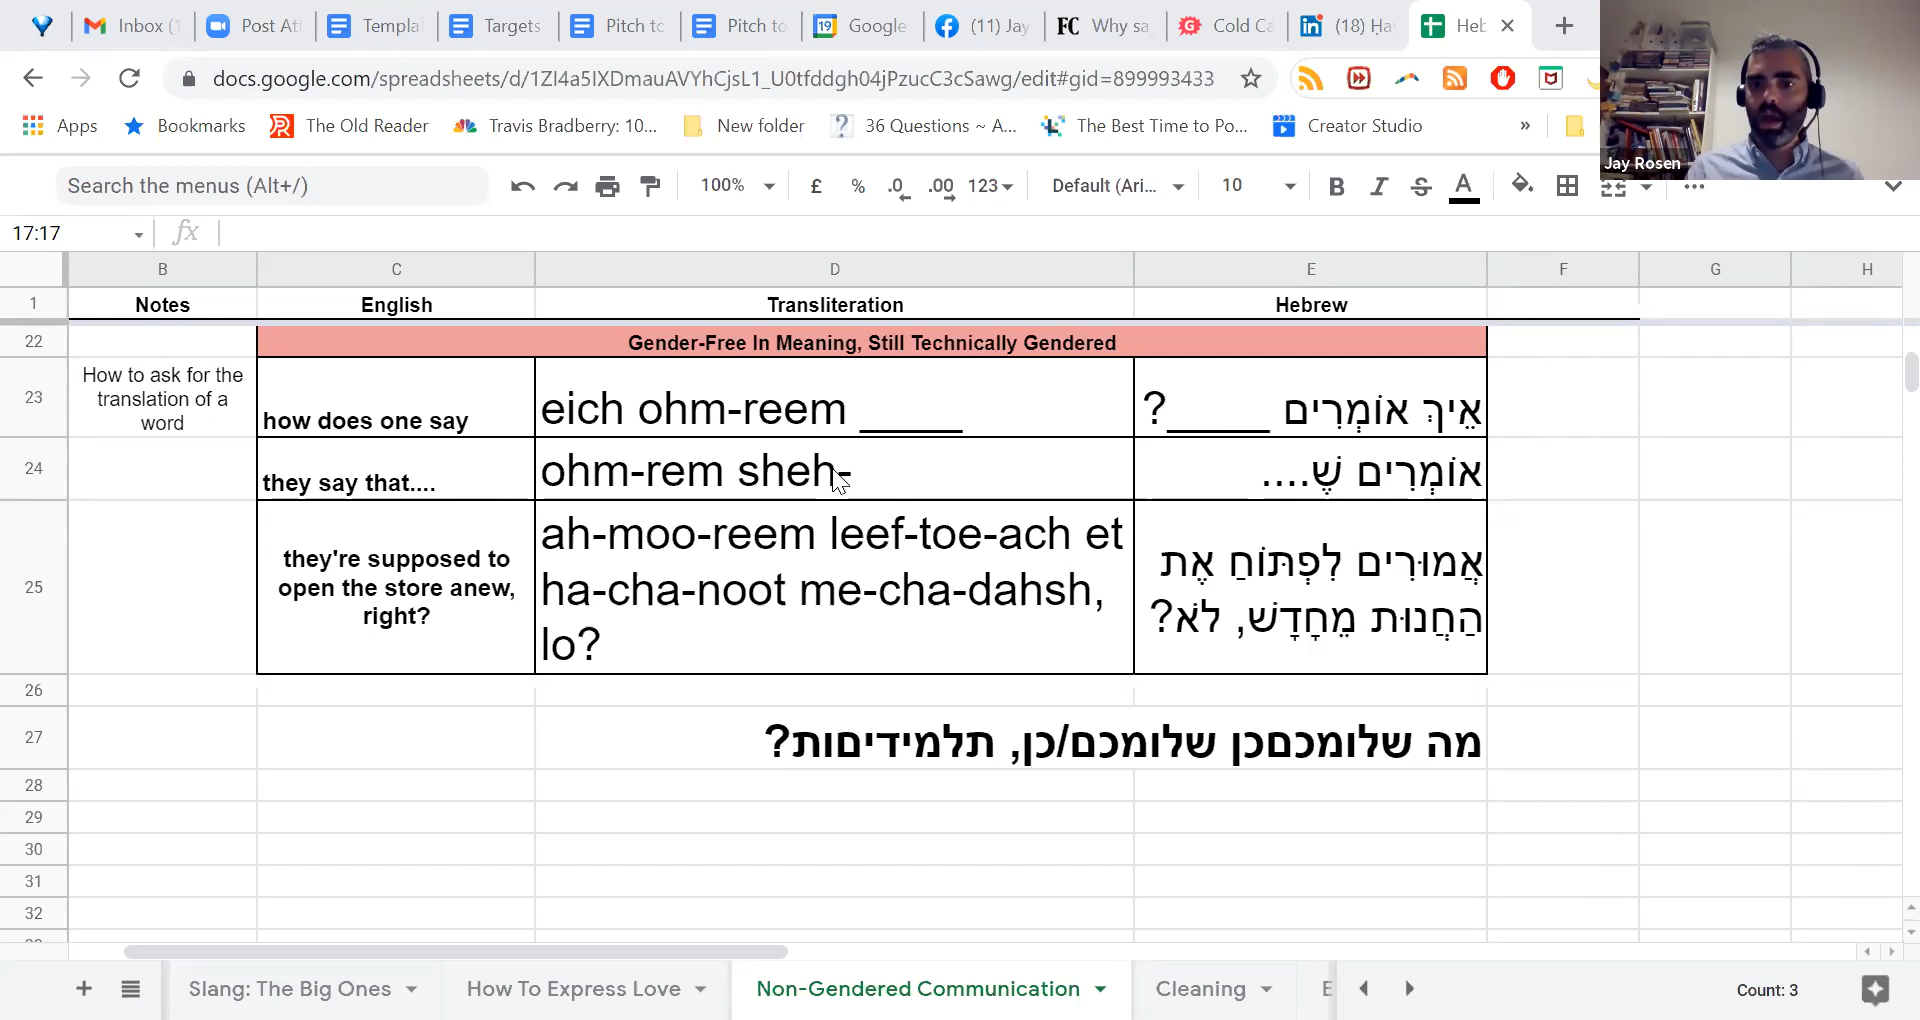 Inbox (1
Post Att
Templa
Targets
Pitch to
Pitch to
19
Google
(11) Jay
FC
Why sa
Cold Ca
(18) Ha
Heb
docs.google.com/spreadsheets/d/1ZI4a5IXDmauAVYhCjsL1_U0tfddgh04jPzucC3cSawg/edit#gid=899993433
Apps
Bookmarks
The Old Reader
Travis Bradberry: 10...
New folder
36 Questions ~ A...
The Best Time to Po...
Creator Studio
»
Jay Rosen
Search the menus (Alt+/)
100%
£
%
.0
.00
123
Default (Ari...
10
B
I
S
A
17:17
fx
B C D E F G H
1 Notes English Transliteration Hebrew
22 Gender-Free In Meaning, Still Technically Gendered
23
How to ask for the
translation of a
word
how does one say
eich ohm-reem _____
אֵיךְ אוֹמְרִים _____?
24
they say that....
ohm-rem sheh-
אוֹמְרִים שֶׁ....
25
they're supposed to
open the store anew,
right?
ah-moo-reem leef-toe-ach et
ha-cha-noot me-cha-dahsh,
lo?
אֲמוּרִים לִפְתּוֹחַ אֶת
הַחֲנוּת מֵחָדָשׁ, לֹא?
26
27
מה שלומכםכן שלומכם/כן, תלמידיםות?
28
29
30
31
32
Slang: The Big Ones
How To Express Love
Non-Gendered Communication
Cleaning
E
Count: 3